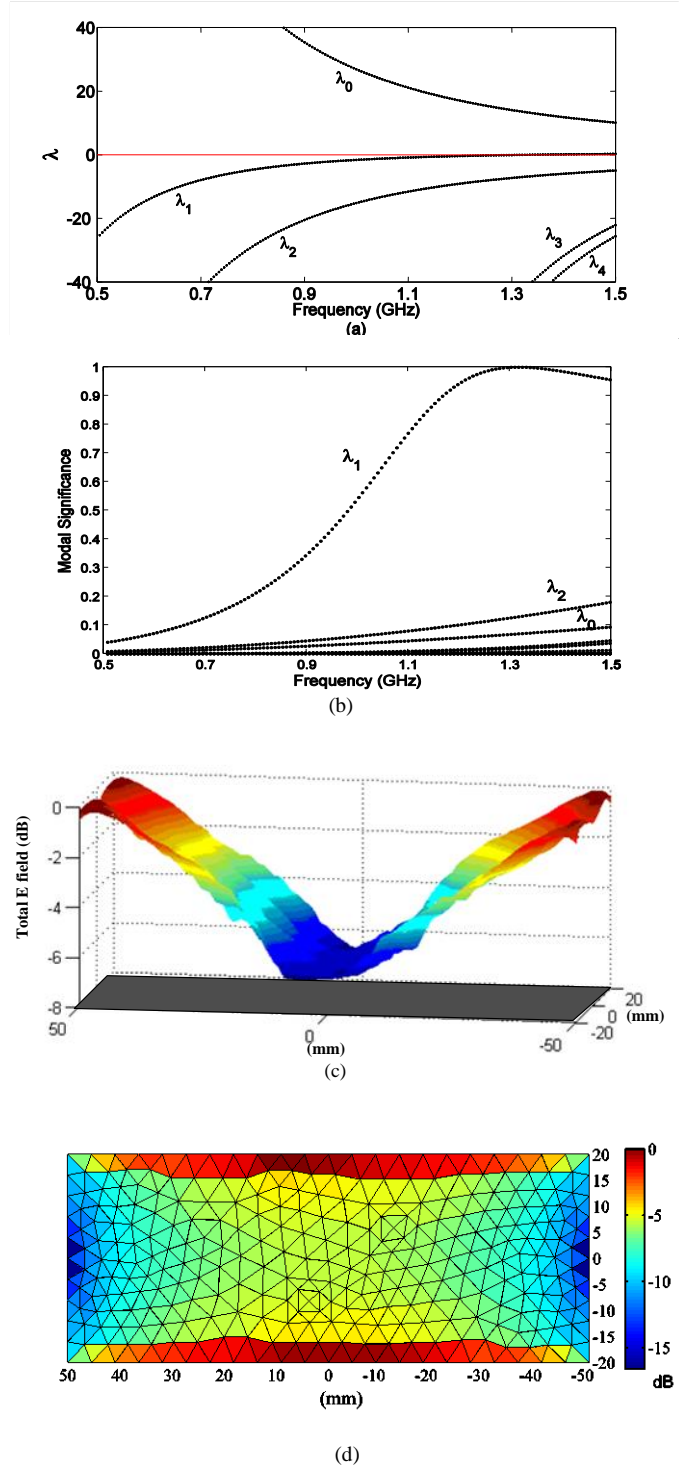 40
20
0
-20
-40
λ
λ0
λ1
λ2
λ3
λ4
0.5 0.7 0.9 1.1 1.3 1.5
Frequency (GHz)
(a)
1
0.9
0.8
0.7
0.6
0.5
0.4
0.3
0.2
0.1
0
Modal Significance
λ1
λ2
λ0
0.5 0.7 0.9 1.1 1.3 1.5
Frequency (GHz)
(b)
0
-2
-4
-6
-8
Total E field (dB)
50 0 -50
(mm)
20
0
-20
(mm)
(c)
20
15
10
5
0
-5
-10
-15
-20
0
-5
-10
-15
dB
50 40 30 20 10 0 -10 -20 -30 -40 -50
(mm)
(d)